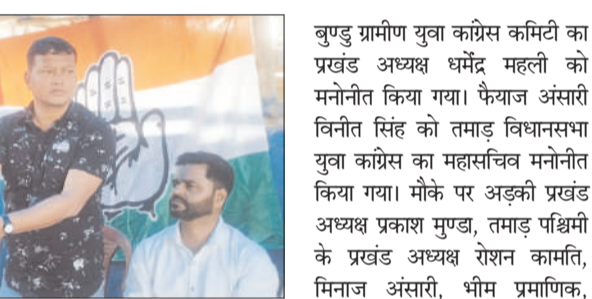 बुण्डु ग्रामीण युवा कांग्रेस कमिटी का
प्रखंड अध्यक्ष धर्मेंद्र महली को
मनोनीत किया गया। फैयाज अंसारी
विनीत सिंह को तमाड़ विधानसभा
युवा कांग्रेस का महासचिव मनोनीत
किया गया। मौके पर अड़की प्रखंड
अध्यक्ष प्रकाश मुण्डा, तमाड़ पश्चिमी
के प्रखंड अध्यक्ष रोशन कामति,
मिनाज अंसारी, भीम प्रमाणिक,